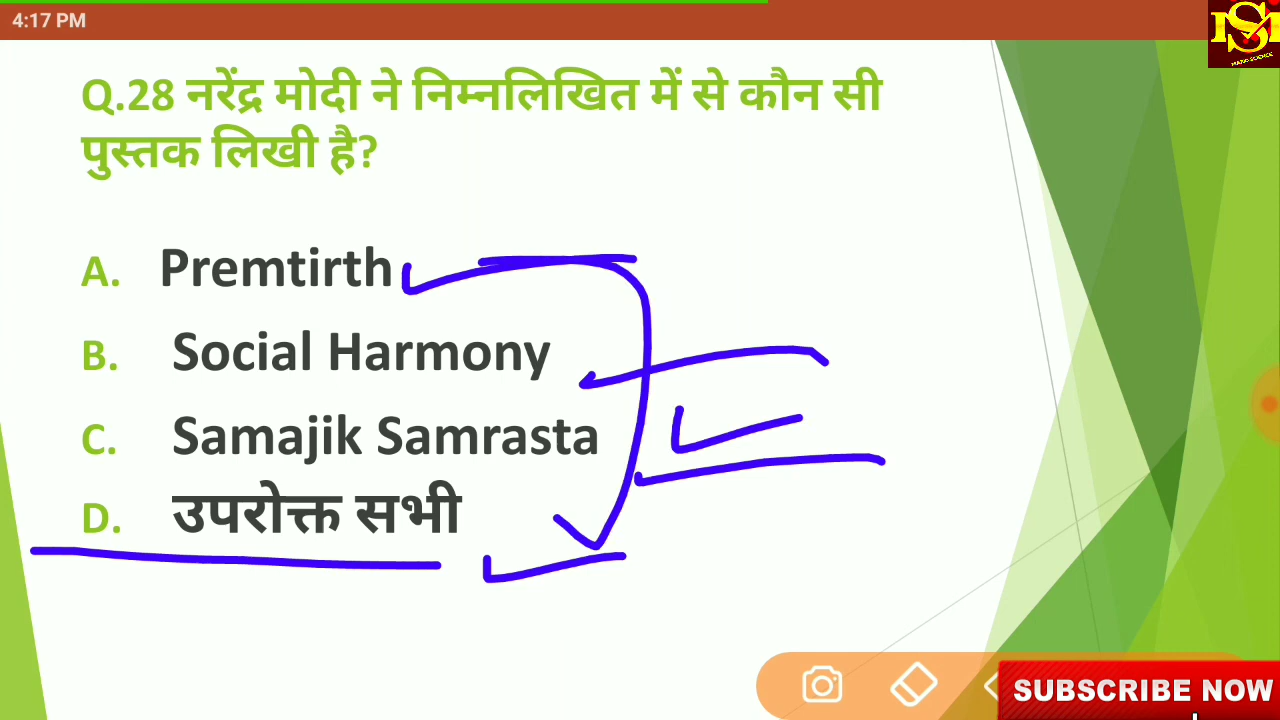 4:17 PM
Q.28 नरेंद्र मोदी ने निम्नलिखित में से कौन सी
पुस्तक लिखी है?
A. Premtirth
B. Social Harmony
C. Samajik Samrasta
D. उपरोक्त सभी
SUBSCRIBE NOW